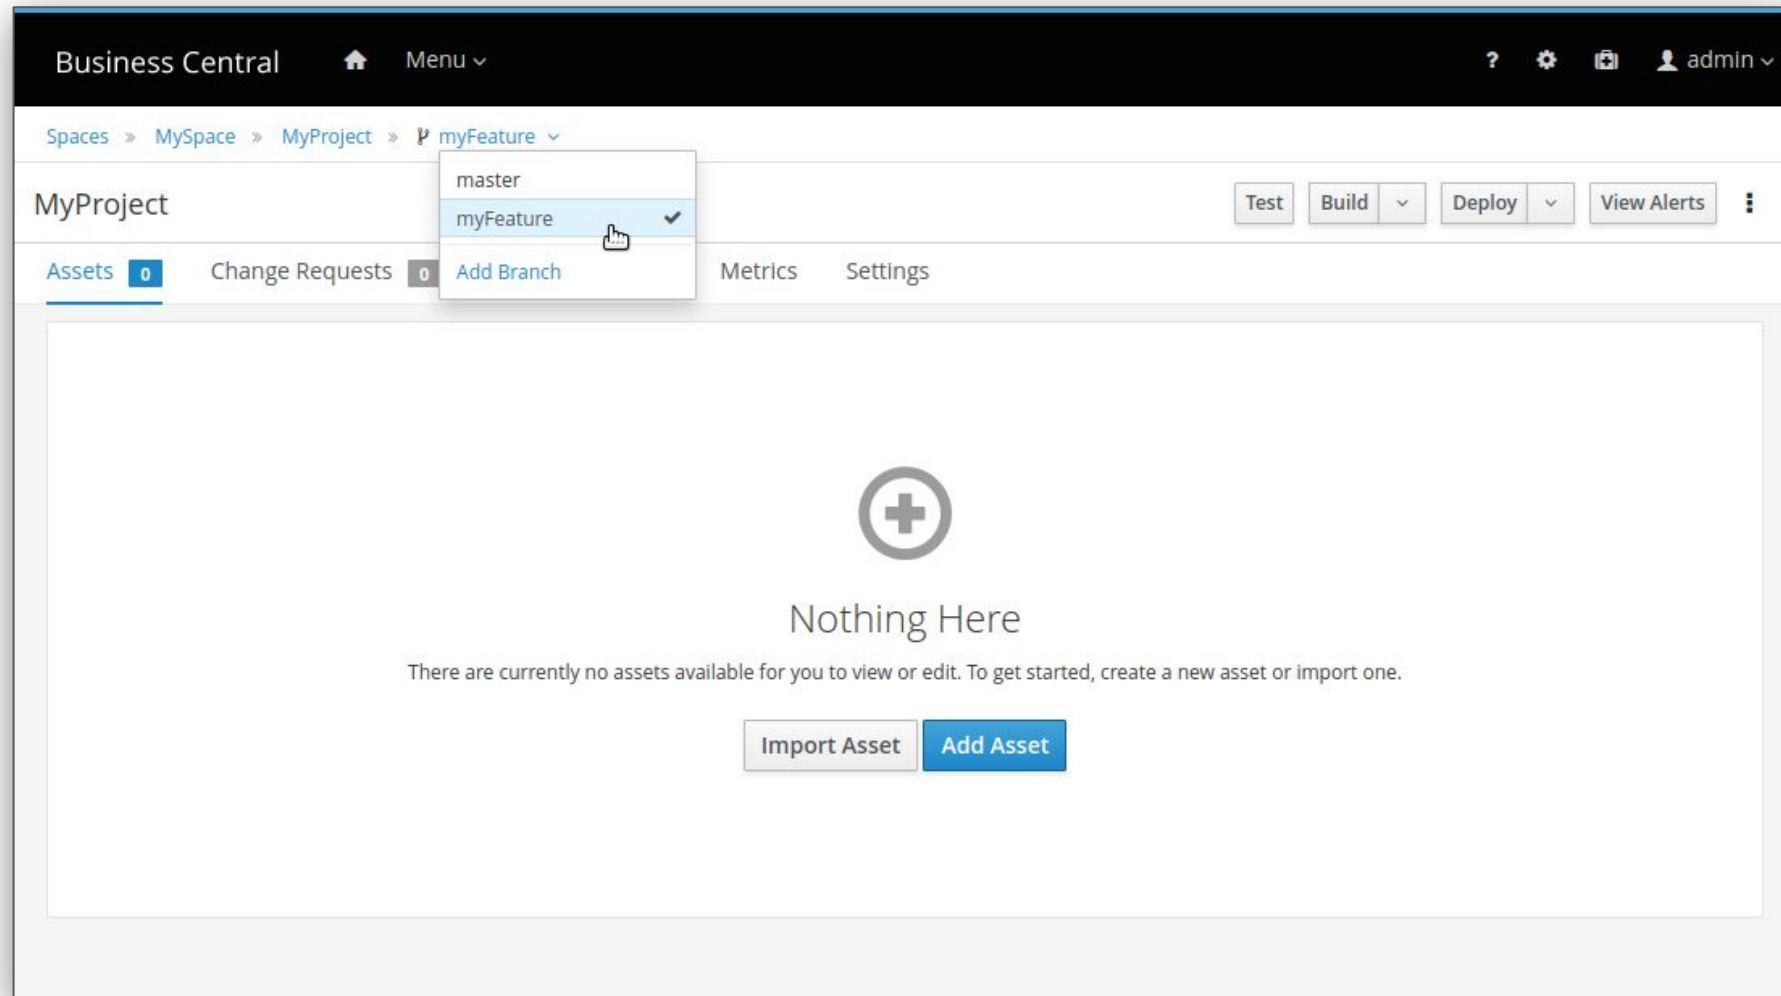 Business Central Menu ? admin
Spaces » MySpace » MyProject » myFeature
master
MyProject Test Build Deploy View Alerts
myFeature
Assets 0 Change Requests 0 Add Branch Metrics Settings
Nothing Here
There are currently no assets available for you to view or edit. To get started, create a new asset or import one.
Import Asset Add Asset